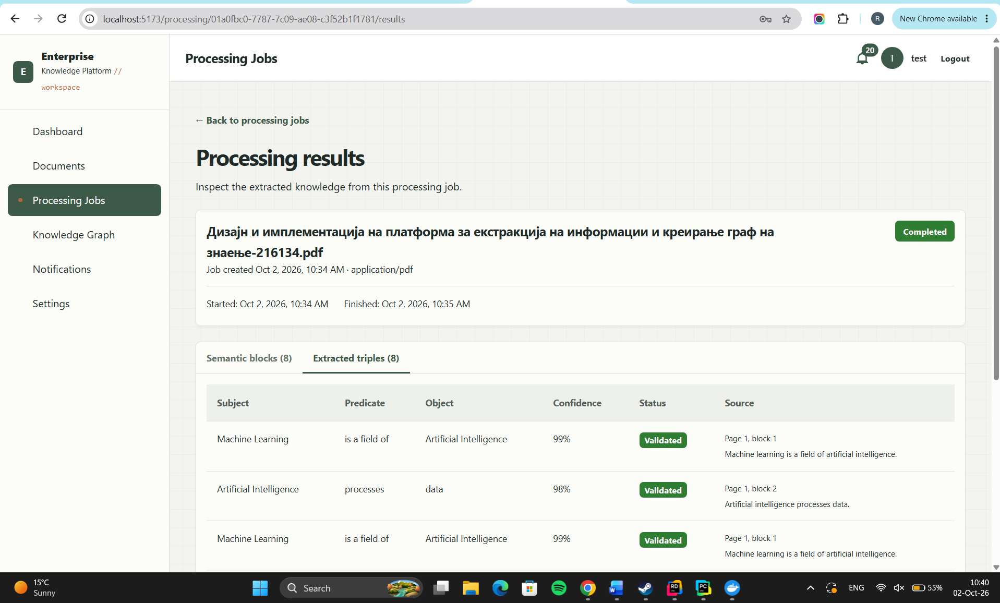 localhost:5173/processing/01a0fbc0-7787-7c09-ae08-c3f52b1f1781/results
R
New Chrome available
E
Enterprise
Knowledge Platform //
workspace
Dashboard
Documents
Processing Jobs
Knowledge Graph
Notifications
Settings
Processing Jobs
20
T
test
Logout
← Back to processing jobs
Processing results
Inspect the extracted knowledge from this processing job.
Дизајн и имплементација на платформа за екстракција на информации и креирање граф на
знаење-216134.pdf
Completed
Job created Oct 2, 2026, 10:34 AM · application/pdf
Started: Oct 2, 2026, 10:34 AM Finished: Oct 2, 2026, 10:35 AM
Semantic blocks (8) Extracted triples (8)
Subject Predicate Object Confidence Status Source
Machine Learning is a field of Artificial Intelligence 99% Validated Page 1, block 1
Machine learning is a field of artificial intelligence.
Artificial Intelligence processes data 98% Validated Page 1, block 2
Artificial intelligence processes data.
Machine Learning is a field of Artificial Intelligence 99% Validated Page 1, block 1
Machine learning is a field of artificial intelligence.
15°C
Sunny
Search
W
RD
PC
ENG
55%
10:40
02-Oct-26